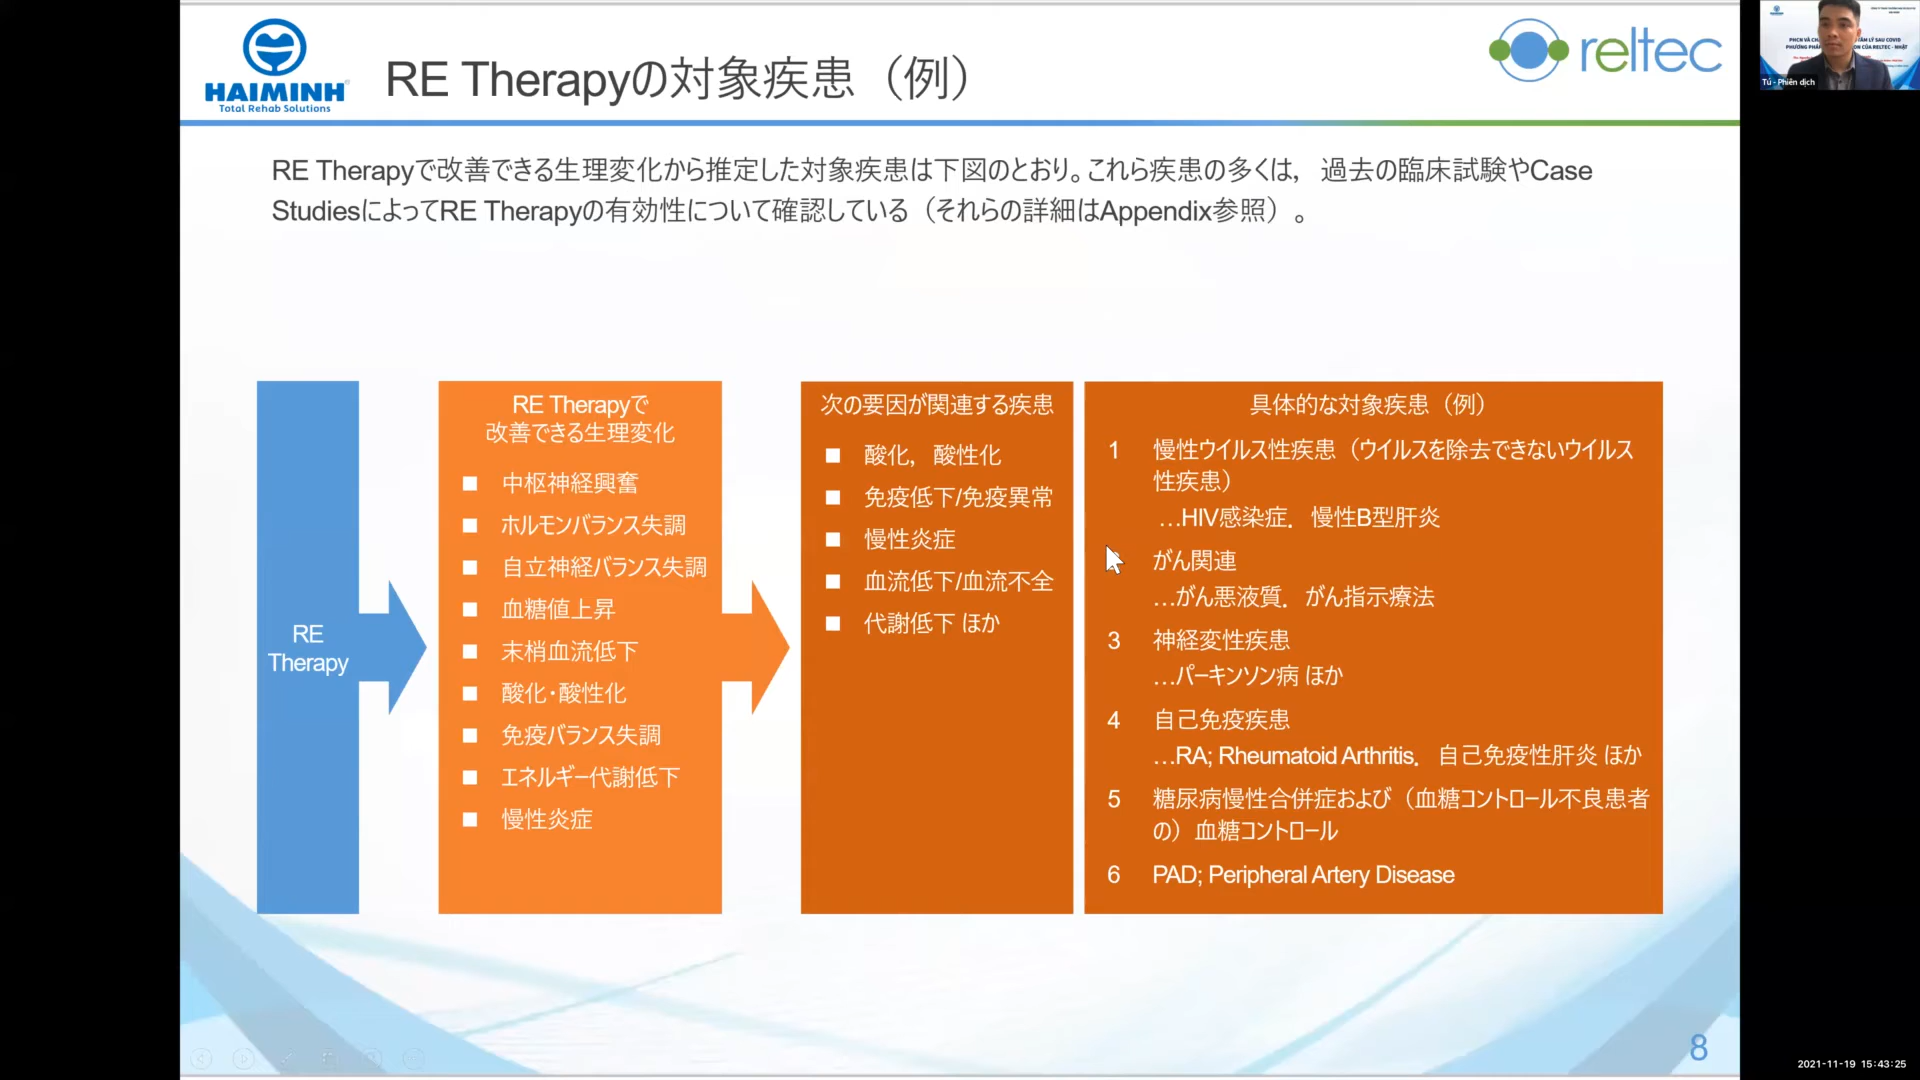 HAIMINH
Total Rehab Solutions
RE Therapyの対象疾患（例）
reltec
RE Therapyで改善できる生理変化から推定した対象疾患は下図のとおり。これら疾患の多くは，過去の臨床試験やCase
StudiesによってRE Therapyの有効性について確認している（それらの詳細はAppendix参照）。
RE
Therapy
RE Therapyで
改善できる生理変化
■ 中枢神経興奮
■ ホルモンバランス失調
■ 自立神経バランス失調
■ 血糖値上昇
■ 末梢血流低下
■ 酸化・酸性化
■ 免疫バランス失調
■ エネルギー代謝低下
■ 慢性炎症
次の要因が関連する疾患
■ 酸化，酸性化
■ 免疫低下/免疫異常
■ 慢性炎症
■ 血流低下/血流不全
■ 代謝低下 ほか
具体的な対象疾患（例）
1 慢性ウイルス性疾患（ウイルスを除去できないウイルス
性疾患）
…HIV感染症．慢性B型肝炎
がん関連
…がん悪液質．がん指示療法
3 神経変性疾患
…パーキンソン病 ほか
4 自己免疫疾患
…RA; Rheumatoid Arthritis．自己免疫性肝炎 ほか
5 糖尿病慢性合併症および（血糖コントロール不良患者
の）血糖コントロール
6 PAD; Peripheral Artery Disease
8
Tú - Phiên dịch
2021-11-19 15:43:25